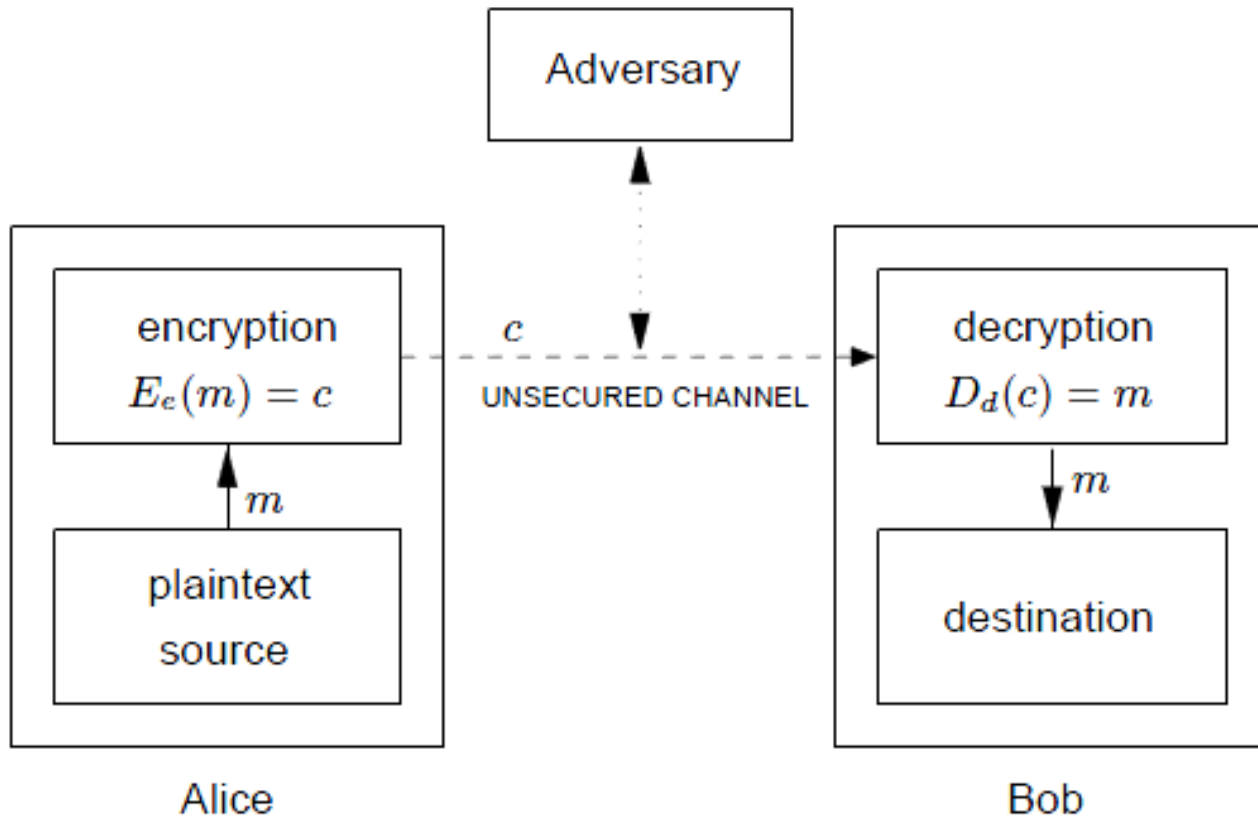 Adversary
encryption
E_e(m) = c
m
plaintext
source
Alice
c
UNSECURED CHANNEL
decryption
D_d(c) = m
m
destination
Bob